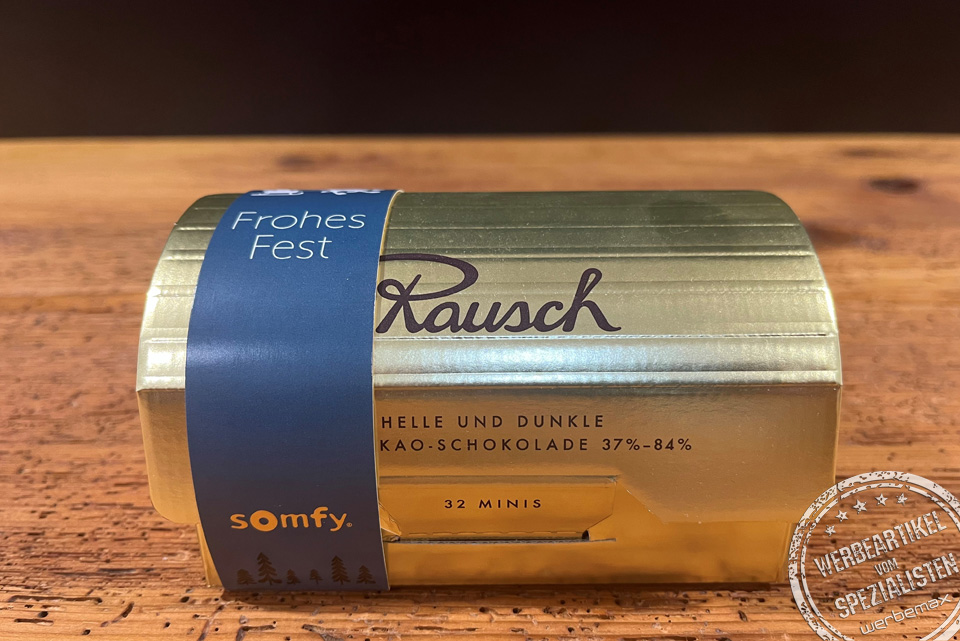 Frohes
Fest
Rausch
HELLE UND DUNKLE
KAO-SCHOKOLADE 37%–84%
32 MINIS
somfy®
WERBEARTIKEL
VOM
SPEZIALISTEN
werbemax